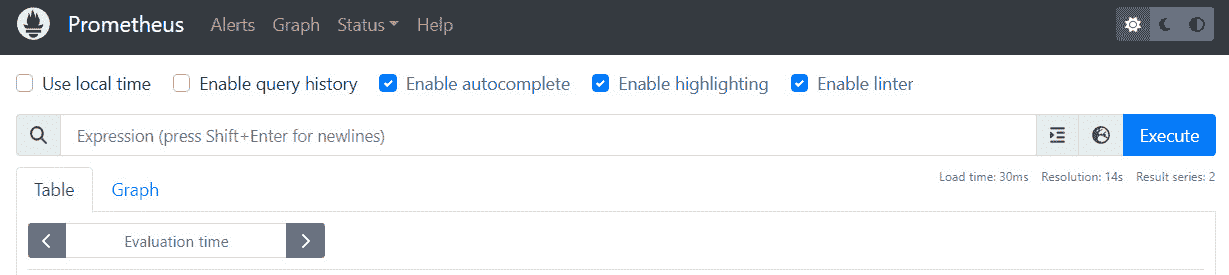 Prometheus Alerts Graph Status Help
Use local time Enable query history Enable autocomplete Enable highlighting Enable linter
Expression (press Shift+Enter for newlines) Execute
Table Graph Load time: 30ms Resolution: 14s Result series: 2
Evaluation time